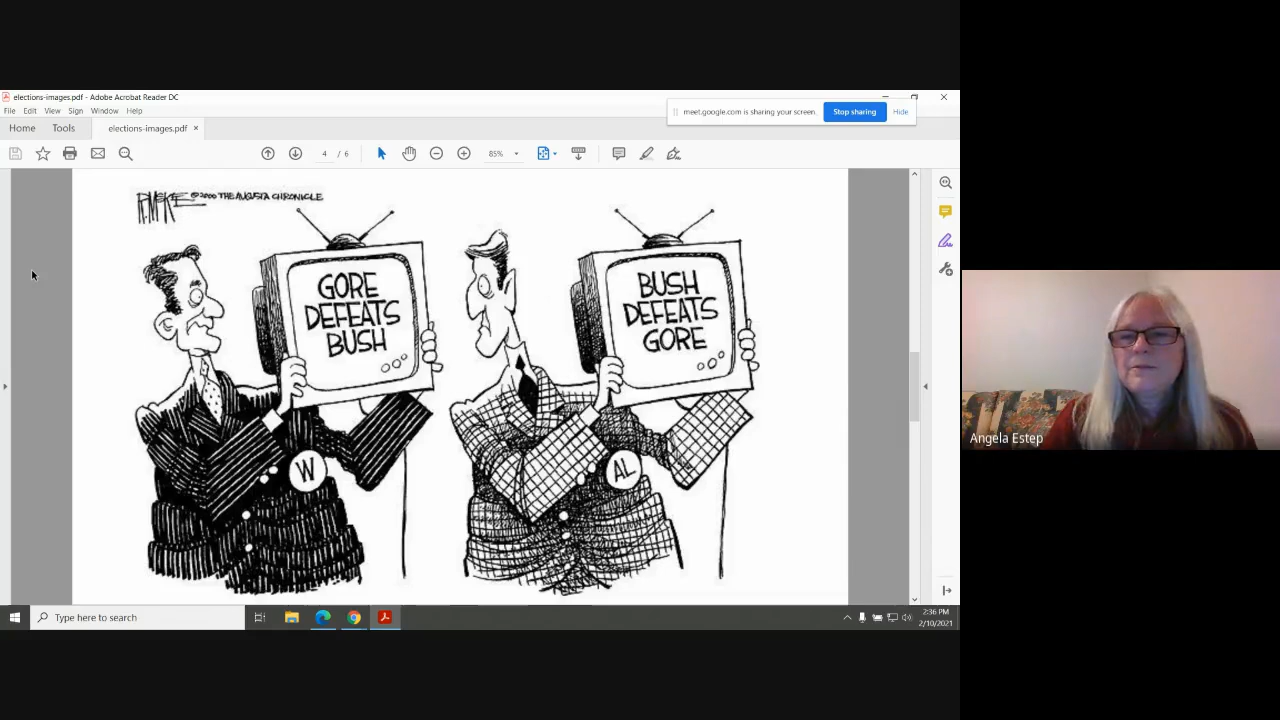 elections-images.pdf - Adobe Acrobat Reader DC
File Edit View Sign Window Help
meet.google.com is sharing your screen.
Stop sharing
Hide
Home
Tools
elections-images.pdf
4 / 6
85%
©2000 THE AUGUSTA CHRONICLE
GORE
DEFEATS
BUSH
BUSH
DEFEATS
GORE
W
AL
Angela Estep
Type here to search
2:36 PM
2/10/2021